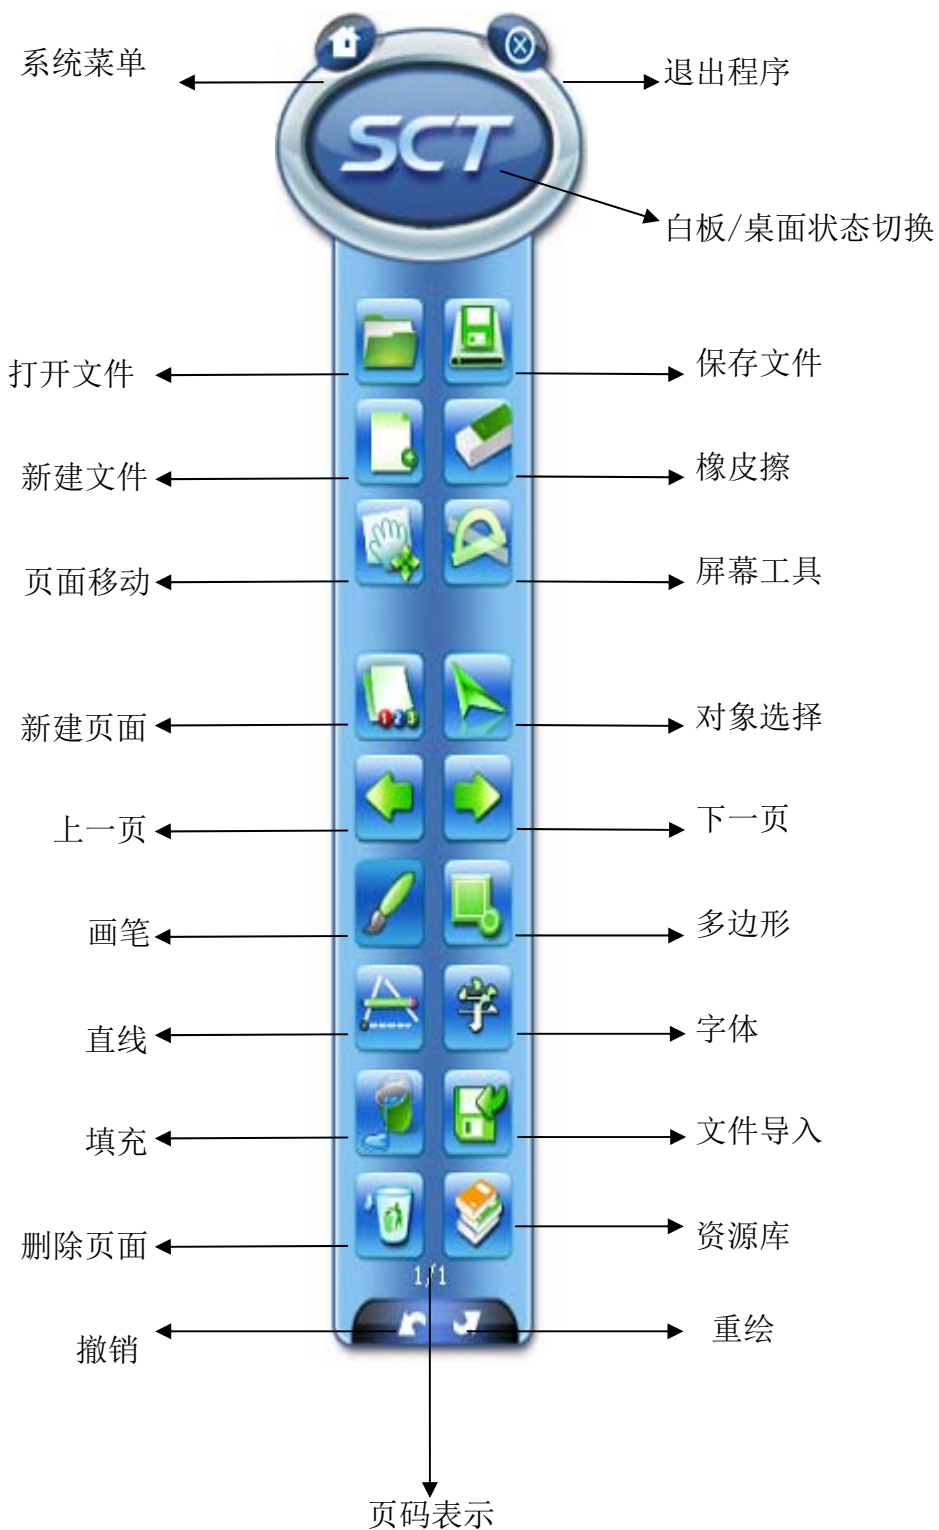 系统菜单
退出程序
SCT
白板/桌面状态切换
打开文件
保存文件
新建文件
橡皮擦
页面移动
屏幕工具
新建页面
123
对象选择
上一页
下一页
画笔
多边形
直线
字
字体
填充
文件导入
删除页面
资源库
1/1
撤销
重绘
页码表示